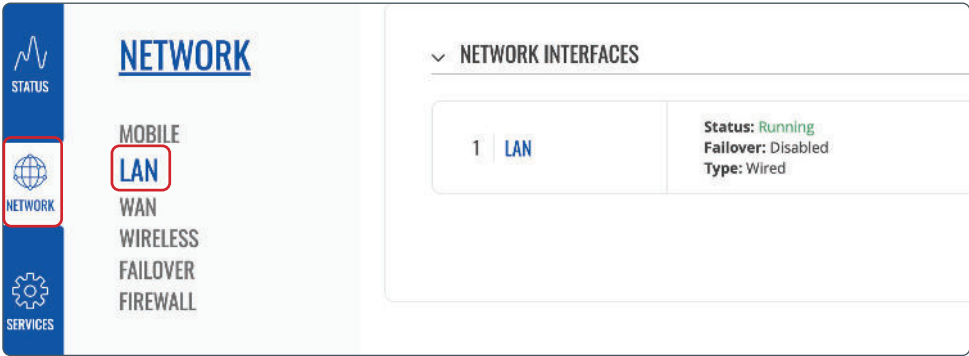 STATUS
NETWORK
SERVICES
NETWORK
MOBILE
LAN
WAN
WIRELESS
FAILOVER
FIREWALL
NETWORK INTERFACES
1 LAN
Status: Running
Failover: Disabled
Type: Wired